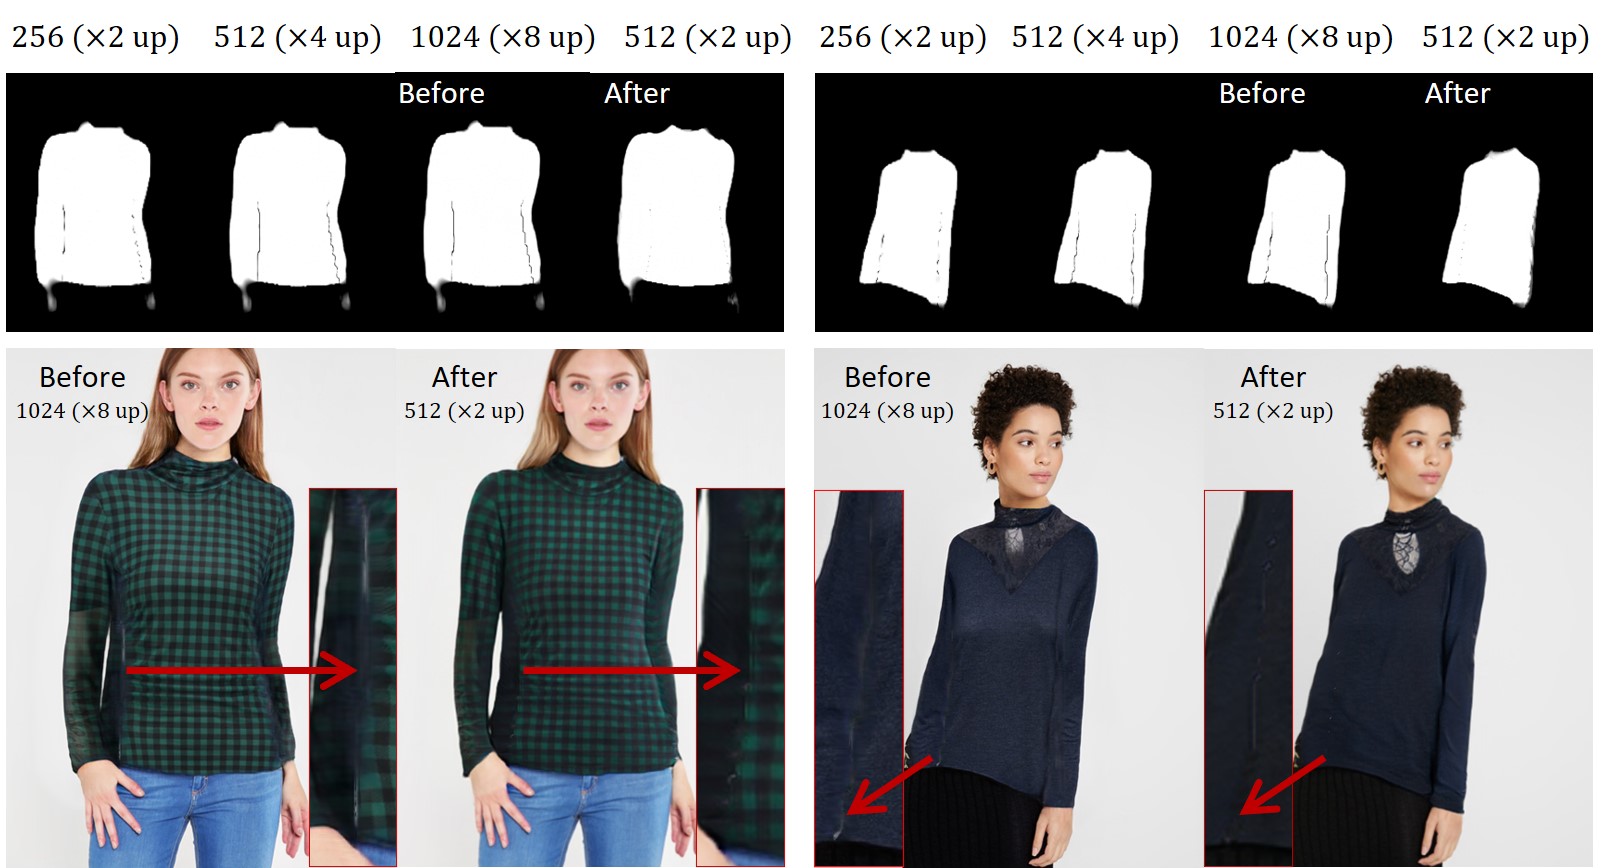 256 (×2 up) 512 (×4 up) 1024 (×8 up) 512 (×2 up) 256 (×2 up) 512 (×4 up) 1024 (×8 up) 512 (×2 up)
Before After Before After
Before After Before After
1024 (×8 up) 512 (×2 up) 1024 (×8 up) 512 (×2 up)